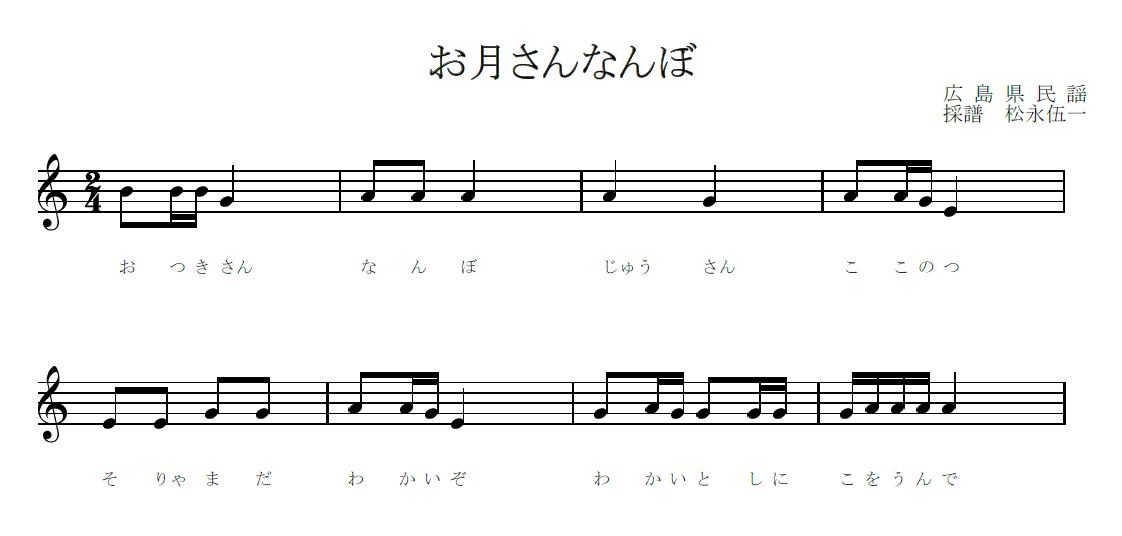 お月さんなんぼ
広島県民謡
採譜　松永伍一
2
4
お つ き さん な ん ぼ じゅう さん こ こ の つ
そ りゃ ま だ わ か い ぞ わ か い と し に こ を う ん で